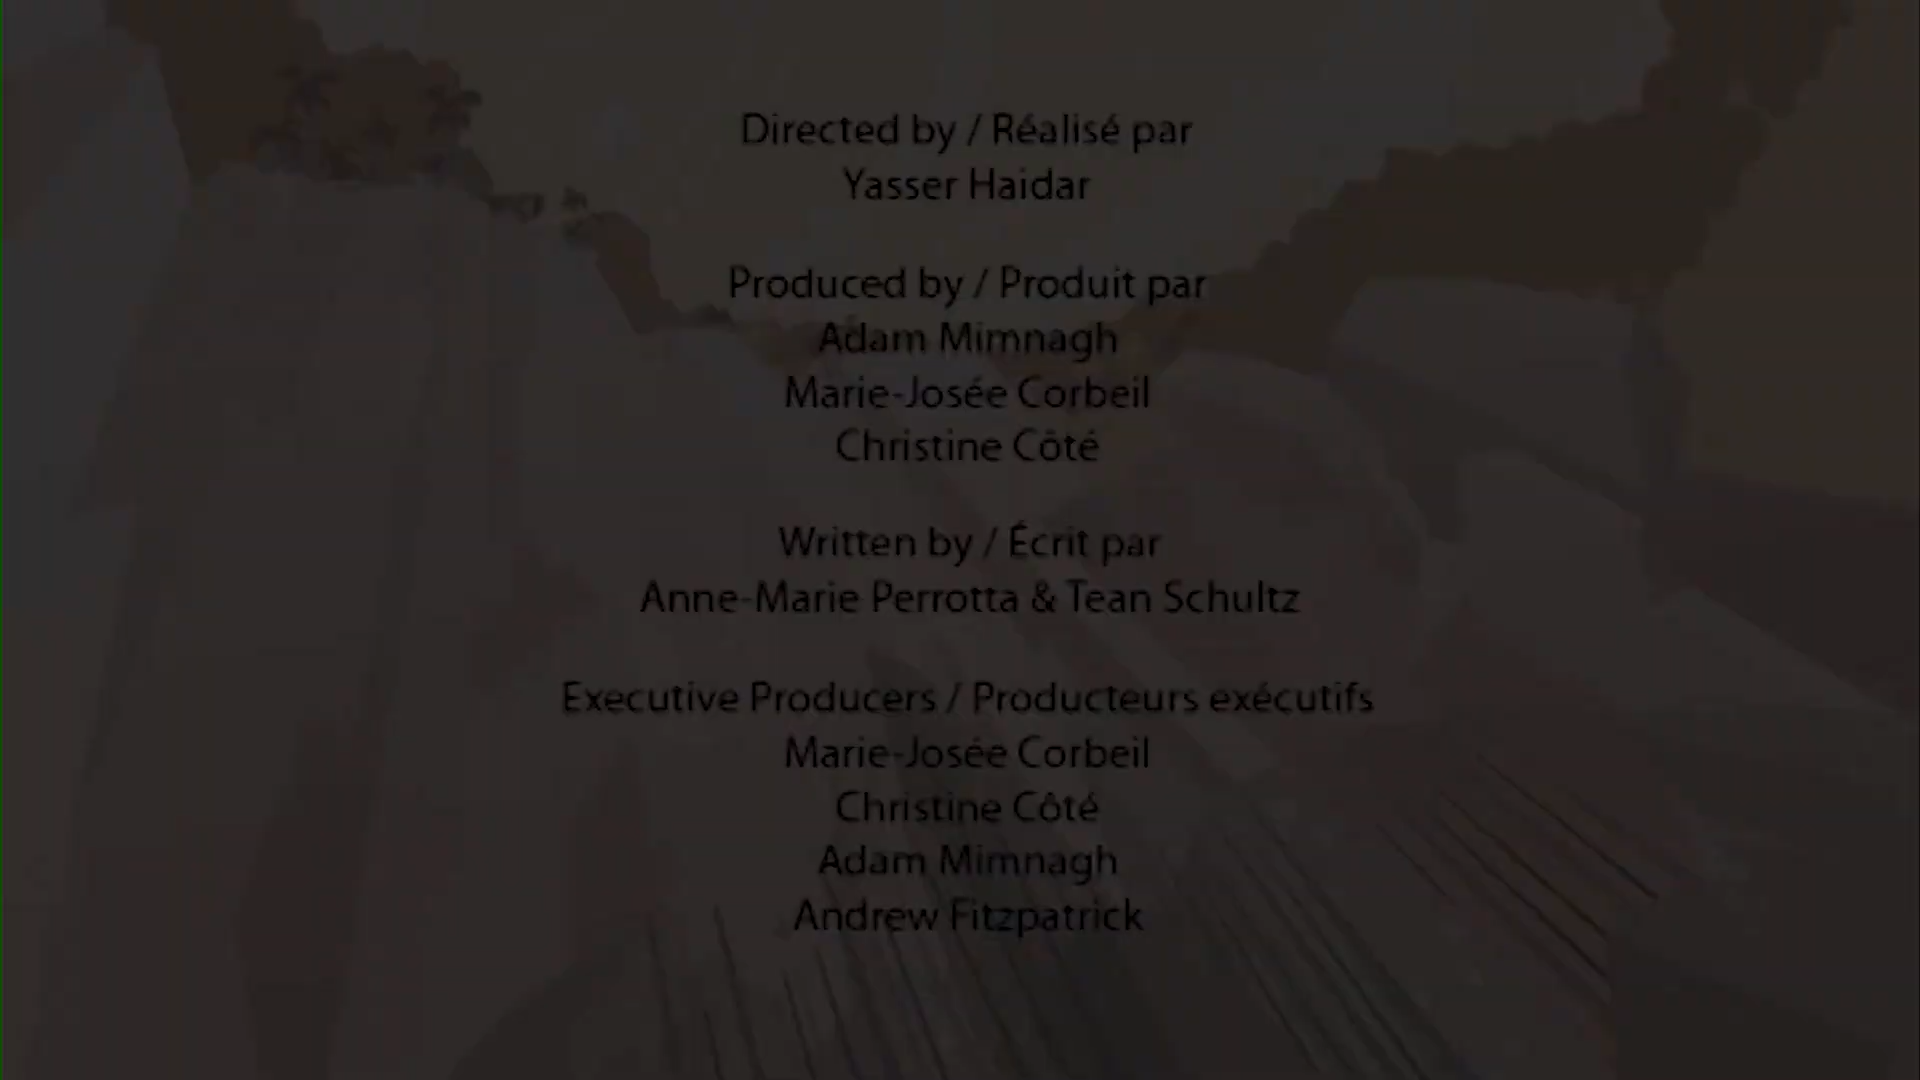 Directed by / Réalisé par
Yasser Haidar
Produced by / Produit par
Adam Mimnagh
Marie-Josée Corbeil
Christine Côté
Written by / Écrit par
Anne-Marie Perrotta & Tean Schultz
Executive Producers / Producteurs exécutifs
Marie-Josée Corbeil
Christine Côté
Adam Mimnagh
Andrew Fitzpatrick